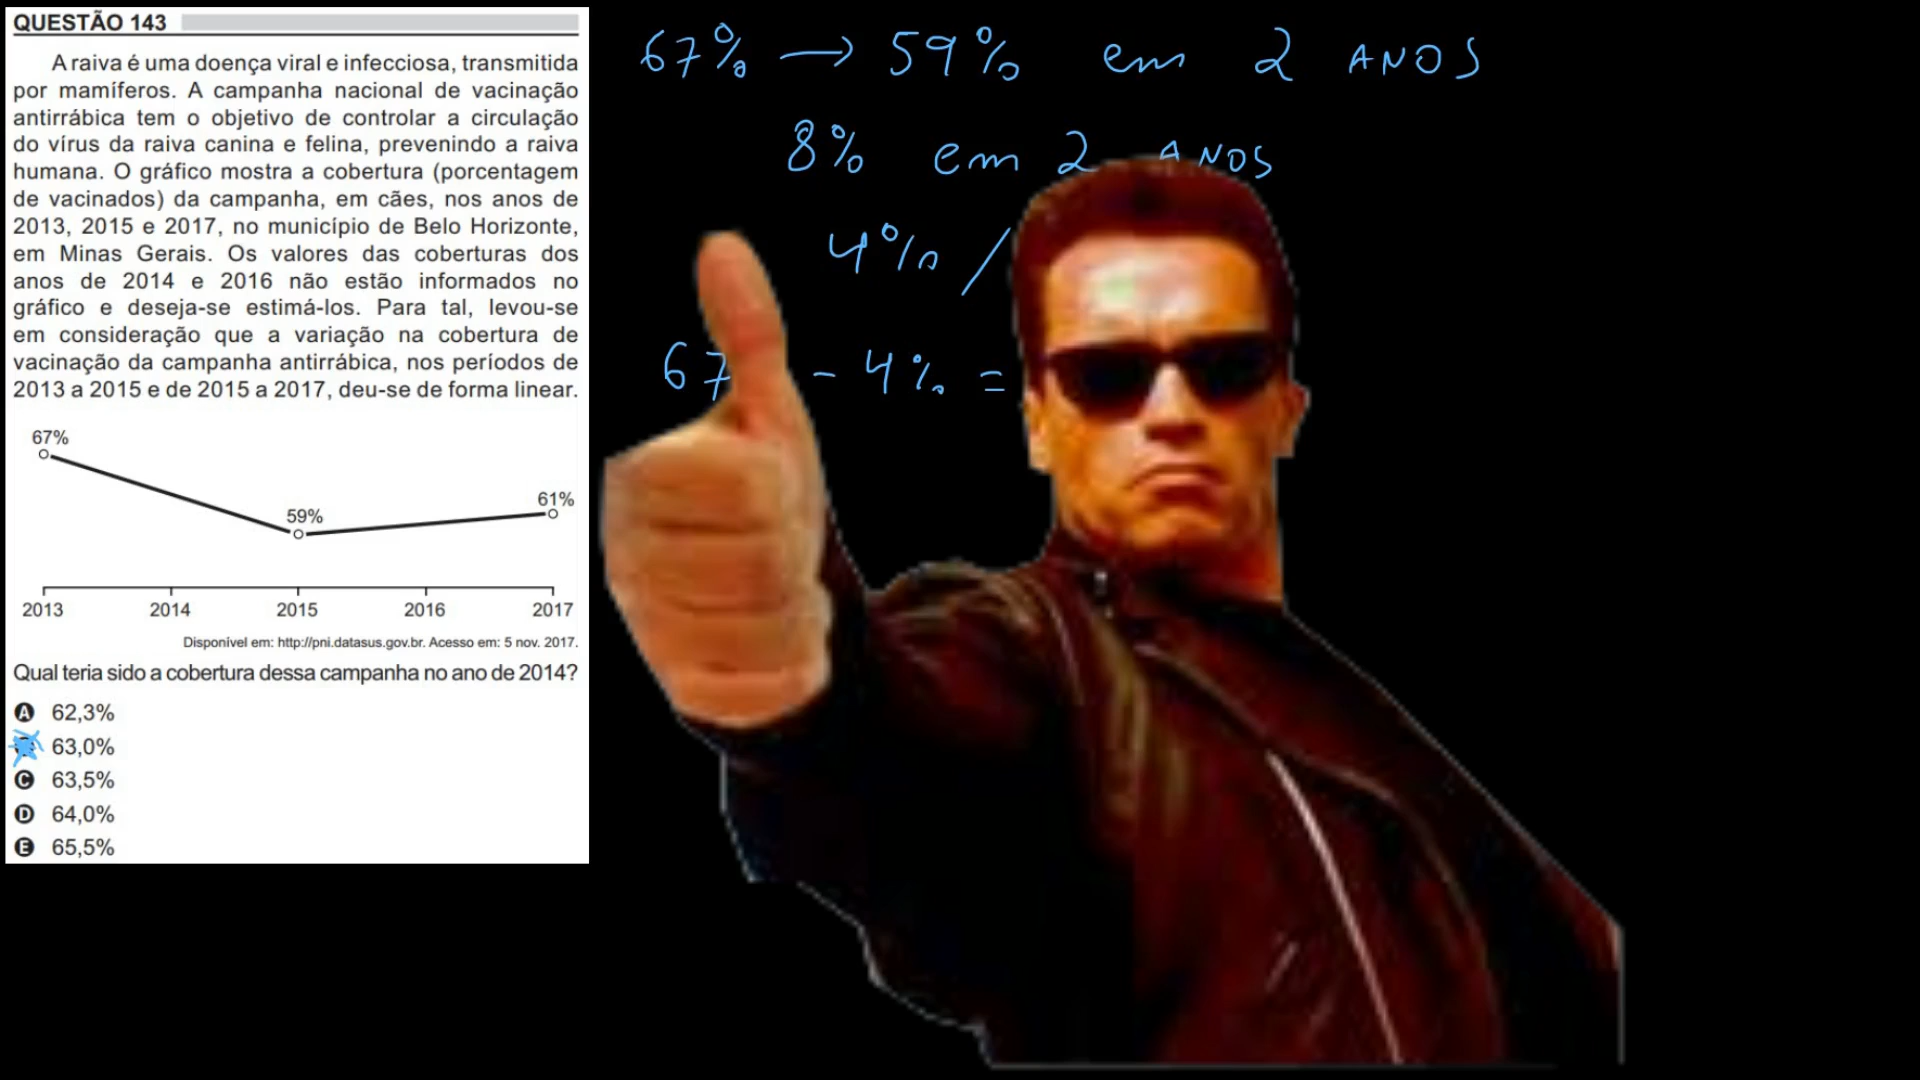 QUESTÃO 143
A raiva é uma doença viral e infecciosa, transmitida
por mamíferos. A campanha nacional de vacinação
antirrábica tem o objetivo de controlar a circulação
do vírus da raiva canina e felina, prevenindo a raiva
humana. O gráfico mostra a cobertura (porcentagem
de vacinados) da campanha, em cães, nos anos de
2013, 2015 e 2017, no município de Belo Horizonte,
em Minas Gerais. Os valores das coberturas dos
anos de 2014 e 2016 não estão informados no
gráfico e deseja-se estimá-los. Para tal, levou-se
em consideração que a variação na cobertura de
vacinação da campanha antirrábica, nos períodos de
2013 a 2015 e de 2015 a 2017, deu-se de forma linear.
67%
59%
61%
2013 2014 2015 2016 2017
Disponível em: http://pni.datasus.gov.br. Acesso em: 5 nov. 2017.
Qual teria sido a cobertura dessa campanha no ano de 2014?
A 62,3%
63,0%
C 63,5%
D 64,0%
E 65,5%
67% → 59% em 2 ANOS
8% em 2 ANOS
4% /
67 - 4% =